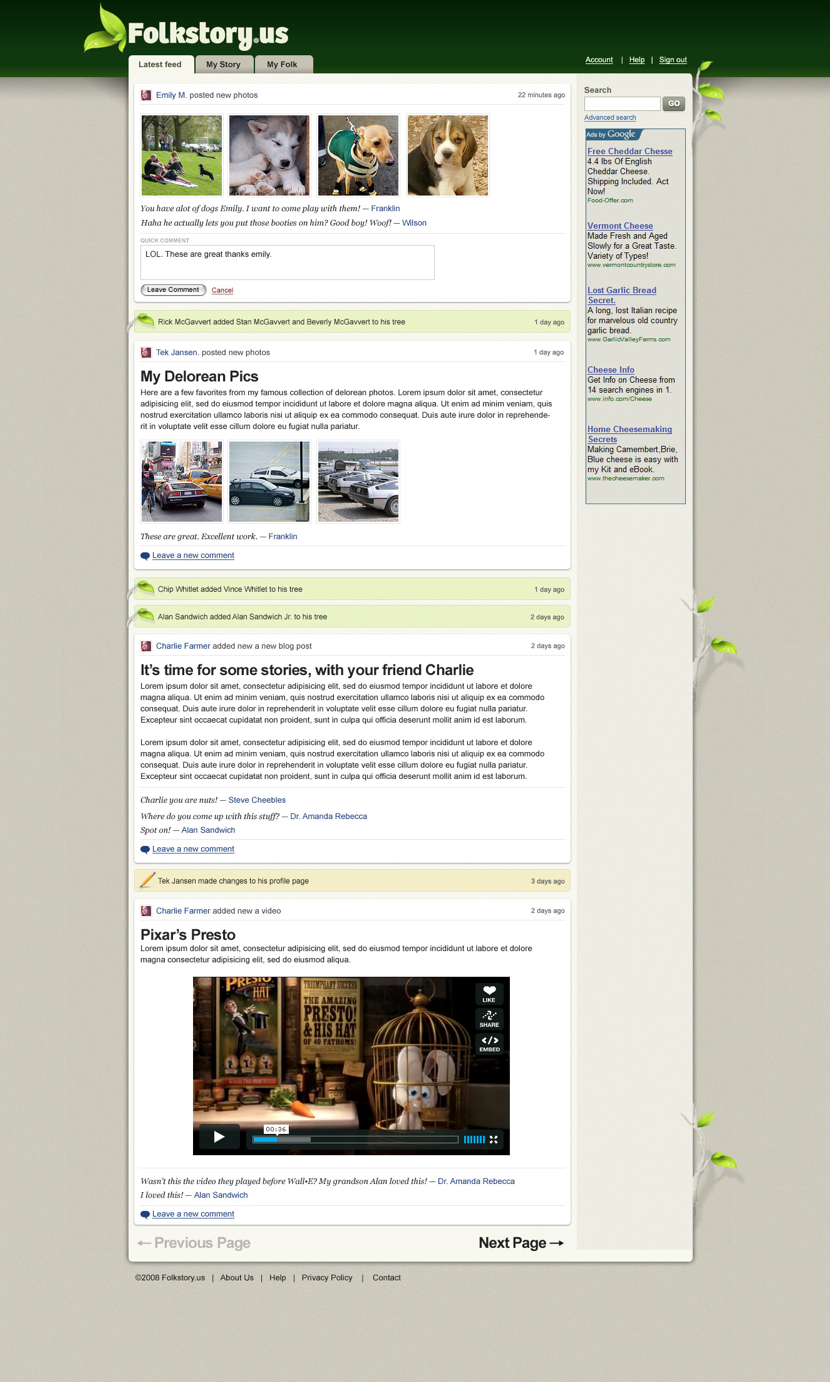 Folkstory.us
Latest feed
My Story
My Folk
Account | Help | Sign out
Emily M. posted new photos
22 minutes ago
You have alot of dogs Emily. I want to come play with them! — Franklin
Haha he actually lets you put those booties on him? Good boy! Woof! — Wilson
QUICK COMMENT
LOL. These are great thanks emily.
Leave Comment Cancel
Rick McGavvert added Stan McGavvert and Beverly McGavvert to his tree
1 day ago
Tek Jansen. posted new photos
1 day ago
My Delorean Pics
Here are a few favorites from my famous collection of delorean photos. Lorem ipsum dolor sit amet, consectetur
adipisicing elit, sed do eiusmod tempor incididunt ut labore et dolore magna aliqua. Ut enim ad minim veniam, quis
nostrud exercitation ullamco laboris nisi ut aliquip ex ea commodo consequat. Duis aute irure dolor in reprehende-
rit in voluptate velit esse cillum dolore eu fugiat nulla pariatur.
These are great. Excellent work. — Franklin
Leave a new comment
Chip Whitlet added Vince Whitlet to his tree
1 day ago
Alan Sandwich added Alan Sandwich Jr. to his tree
2 days ago
Charlie Farmer added new a new blog post
2 days ago
It's time for some stories, with your friend Charlie
Lorem ipsum dolor sit amet, consectetur adipisicing elit, sed do eiusmod tempor incididunt ut labore et dolore
magna aliqua. Ut enim ad minim veniam, quis nostrud exercitation ullamco laboris nisi ut aliquip ex ea commodo
consequat. Duis aute irure dolor in reprehenderit in voluptate velit esse cillum dolore eu fugiat nulla pariatur.
Excepteur sint occaecat cupidatat non proident, sunt in culpa qui officia deserunt mollit anim id est laborum.
Lorem ipsum dolor sit amet, consectetur adipisicing elit, sed do eiusmod tempor incididunt ut labore et dolore
magna aliqua. Ut enim ad minim veniam, quis nostrud exercitation ullamco laboris nisi ut aliquip ex ea commodo
consequat. Duis aute irure dolor in reprehenderit in voluptate velit esse cillum dolore eu fugiat nulla pariatur.
Excepteur sint occaecat cupidatat non proident, sunt in culpa qui officia deserunt mollit anim id est laborum.
Charlie you are nuts! — Steve Cheebles
Where do you come up with this stuff? — Dr. Amanda Rebecca
Spot on! — Alan Sandwich
Leave a new comment
Tek Jansen made changes to his profile page
3 days ago
Charlie Farmer added new a video
2 days ago
Pixar's Presto
Lorem ipsum dolor sit amet, consectetur adipisicing elit, sed do eiusmod tempor incididunt ut labore et dolore
magna consectetur adipisicing elit, sed do eiusmod aliqua.
PRESTO
HAT
TRIUMPHANT SUCCESS
THE AMAZING
PRESTO!
& HIS HAT
OF 40 FATHOMS!
LIKE
SHARE
EMBED
00:36
Wasn't this the video they played before Wall•E? My grandson Alan loved this! — Dr. Amanda Rebecca
I loved this! — Alan Sandwich
Leave a new comment
Previous Page
Next Page
Search
GO
Advanced search
Ads by Google
Free Cheddar Chesse
4.4 lbs Of English
Cheddar Cheese.
Shipping Included. Act
Now!
Food-Offer.com
Vermont Cheese
Made Fresh and Aged
Slowly for a Great Taste.
Variety of Types!
www.vermontcountrystore.com
Lost Garlic Bread
Secret.
A long, lost Italian recipe
for marvelous old country
garlic bread.
www.GarlicValleyFarms.com
Cheese Info
Get Info on Cheese from
14 search engines in 1.
www.info.com/Cheese
Home Cheesemaking
Secrets
Making Camembert,Brie,
Blue cheese is easy with
my Kit and eBook.
www.thecheesemaker.com
©2008 Folkstory.us | About Us | Help | Privacy Policy | Contact